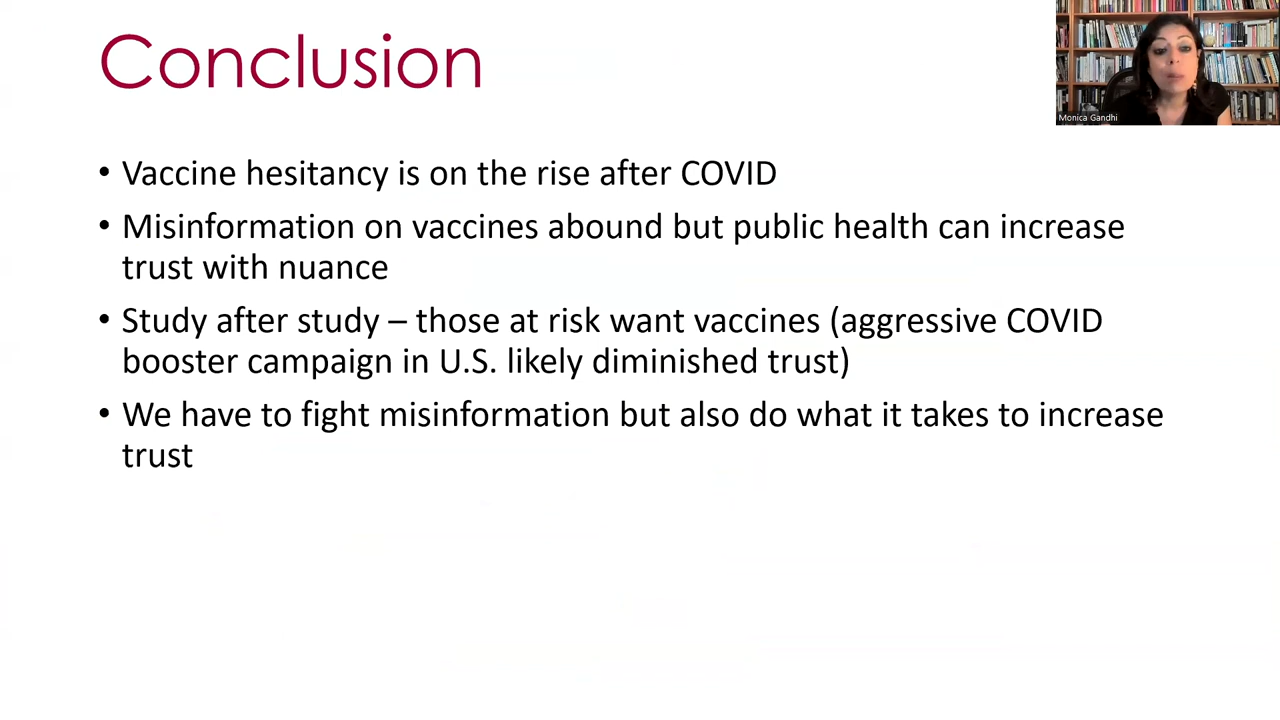 Conclusion
Monica Gandhi
• Vaccine hesitancy is on the rise after COVID
• Misinformation on vaccines abound but public health can increase
trust with nuance
• Study after study – those at risk want vaccines (aggressive COVID
booster campaign in U.S. likely diminished trust)
• We have to fight misinformation but also do what it takes to increase
trust